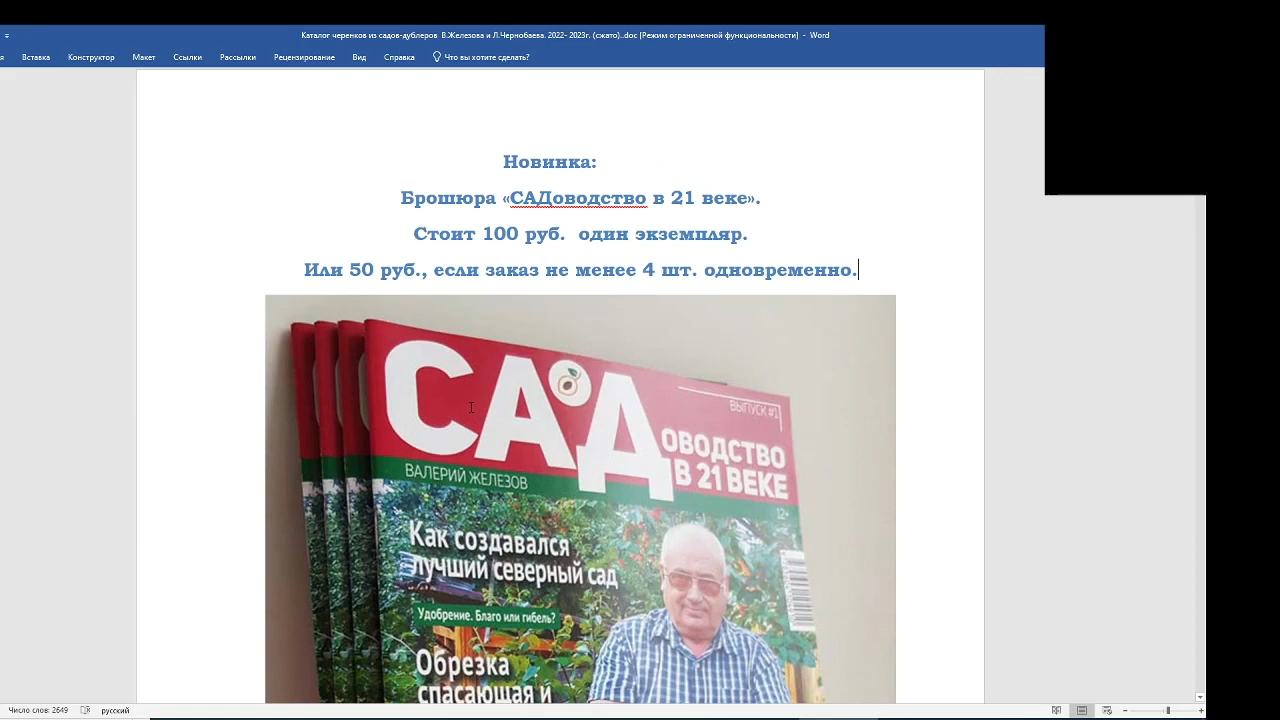 Каталог черенков из садов-дублеров В.Железова и Л.Чернобаева. 2022- 2023г. (сжато)..doc [Режим ограниченной функциональности] - Word
Вставка Конструктор Макет Ссылки Рассылки Рецензирование Вид Справка Что вы хотите сделать?
Новинка:
Брошюра «САДоводство в 21 веке».
Стоит 100 руб. один экземпляр.
Или 50 руб., если заказ не менее 4 шт. одновременно.
ВЫПУСК #1
САД
ОВОДСТВО
В 21 ВЕКЕ
ВАЛЕРИЙ ЖЕЛЕЗОВ
12+
Как создавался
лучший северный сад
Удобрение. Благо или гибель?
Обрезка
спасающая и
Число слов: 2649 русский